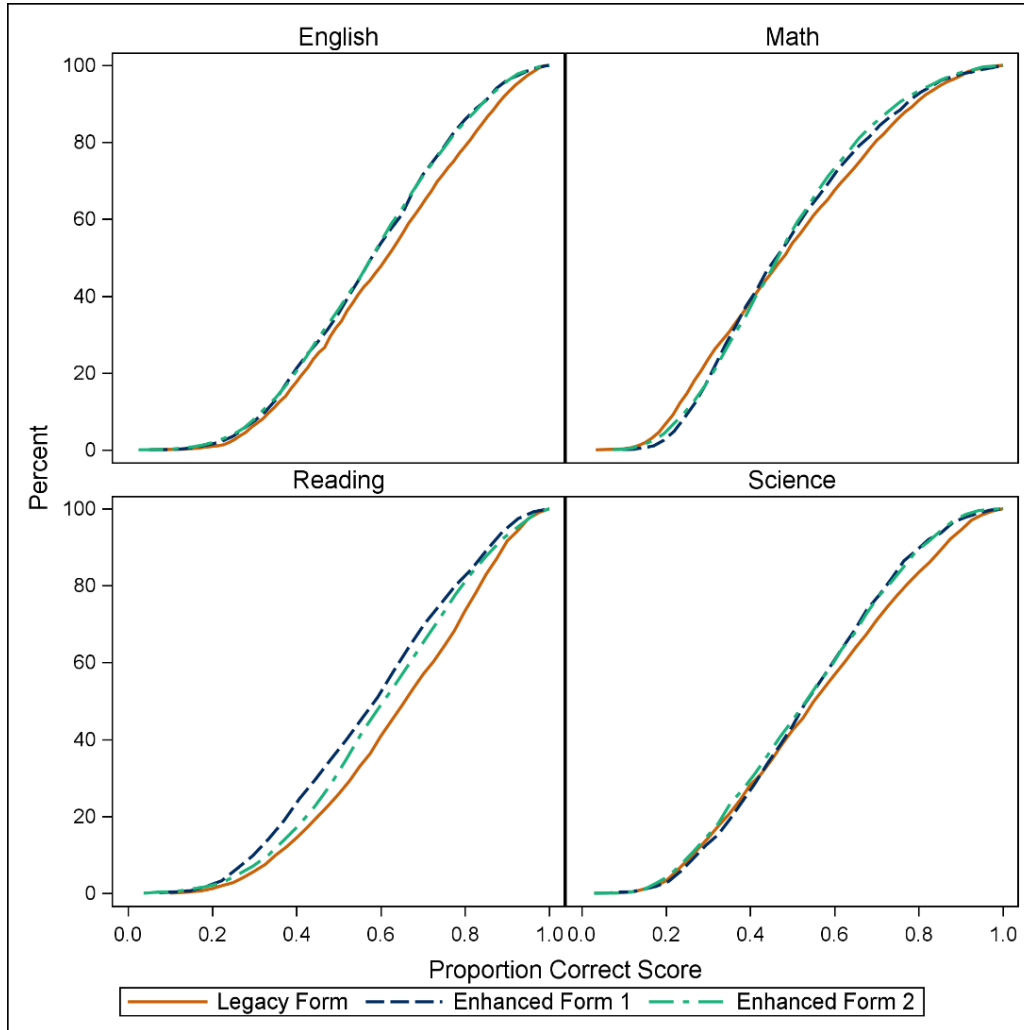 English
Math
100
80
60
40
20
0
Percent
Reading
Science
100
80
60
40
20
0
0.0 0.2 0.4 0.6 0.8 1.0 0.0 0.2 0.4 0.6 0.8 1.0
Proportion Correct Score
Legacy Form Enhanced Form 1 Enhanced Form 2